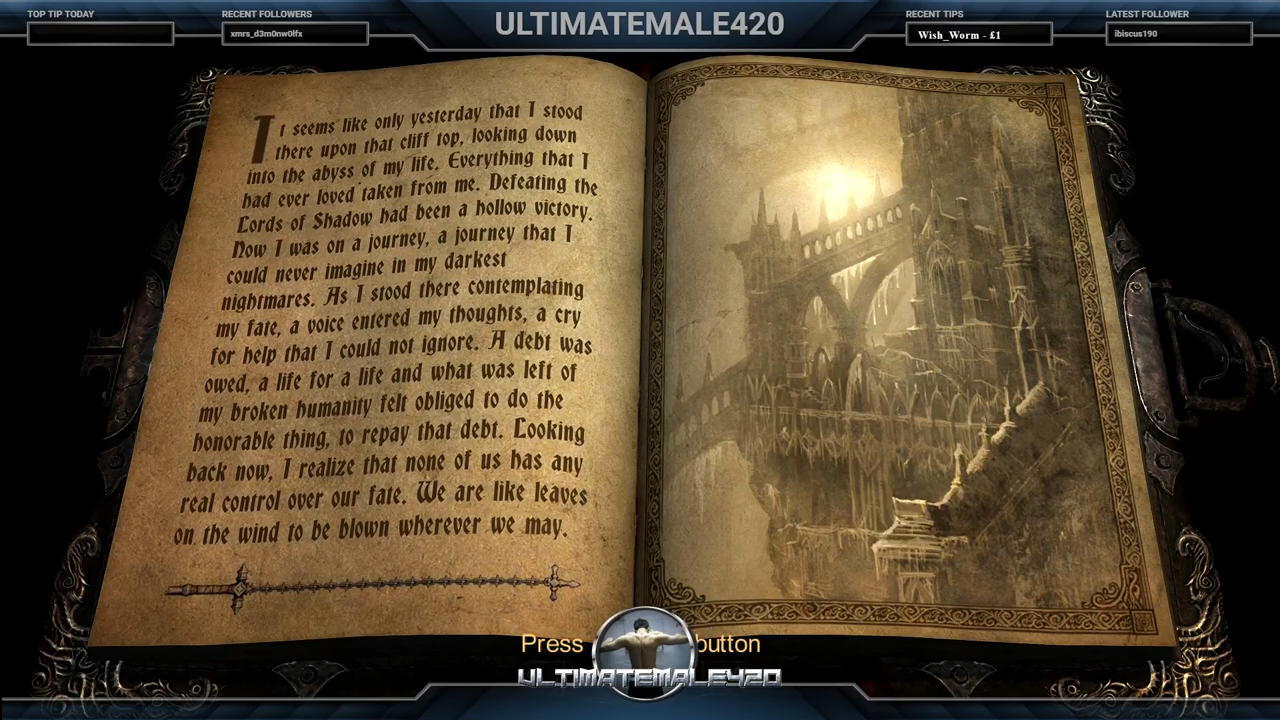 TOP TIP TODAY
RECENT FOLLOWERS
xmrs_d3m0nw0lfx
ULTIMATEMALE420
RECENT TIPS
Wish_Worm - £1
LATEST FOLLOWER
ibiscus190
It seems like only yesterday that I stood
there upon that cliff top, looking down
into the abyss of my life. Everything that I
had ever loved taken from me. Defeating the
Lords of Shadow had been a hollow victory.
Now I was on a journey, a journey that I
could never imagine in my darkest
nightmares. As I stood there contemplating
my fate, a voice entered my thoughts, a cry
for help that I could not ignore. A debt was
owed, a life for a life and what was left of
my broken humanity felt obliged to do the
honorable thing, to repay that debt. Looking
back now, I realize that none of us has any
real control over our fate. We are like leaves
on the wind to be blown wherever we may.
Press button
ULTIMATEMALE420